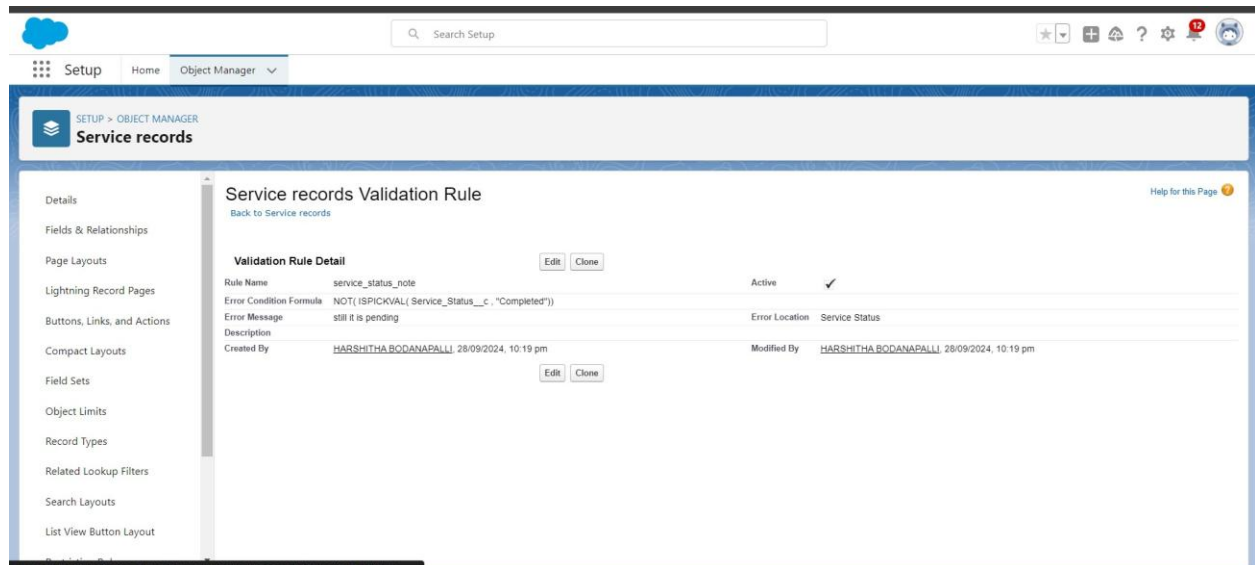 Search Setup
12
Setup Home Object Manager
SETUP > OBJECT MANAGER
Service records
Details
Fields & Relationships
Page Layouts
Lightning Record Pages
Buttons, Links, and Actions
Compact Layouts
Field Sets
Object Limits
Record Types
Related Lookup Filters
Search Layouts
List View Button Layout
Service records Validation Rule
Help for this Page
Back to Service records
Validation Rule Detail Edit Clone
Rule Name service_status_note Active
Error Condition Formula NOT( ISPICKVAL( Service_Status__c , "Completed"))
Error Message still it is pending Error Location Service Status
Description
Created By HARSHITHA BODANAPALLI, 28/09/2024, 10:19 pm Modified By HARSHITHA BODANAPALLI, 28/09/2024, 10:19 pm
Edit Clone